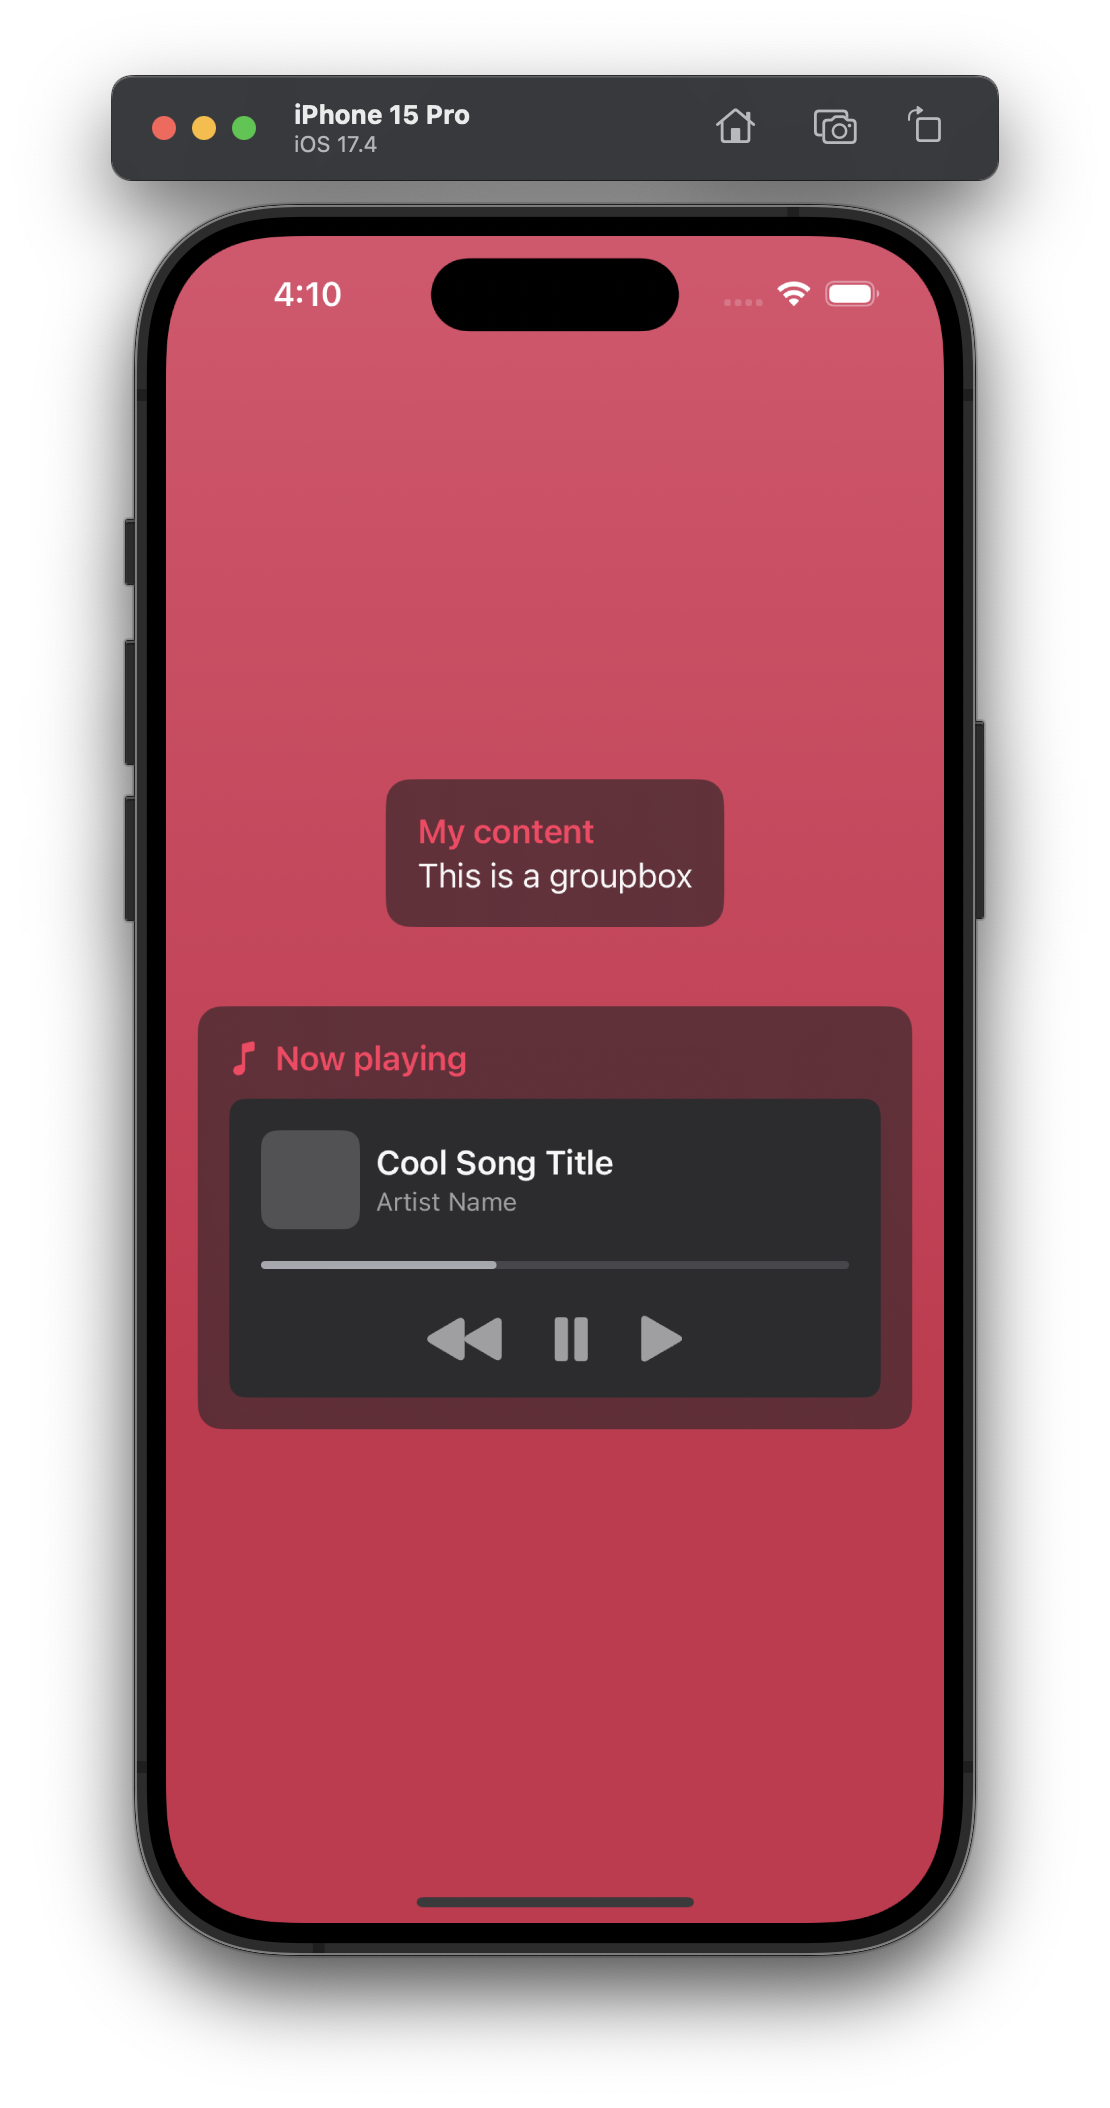 iPhone 15 Pro
iOS 17.4
4:10
My content
This is a groupbox
Now playing
Cool Song Title
Artist Name